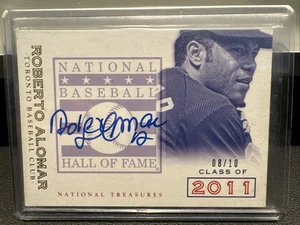 ROBERTO ALOMAR
TORONTO BASEBALL CLUB
NATIONAL
BASEBALL
HALL OF FAME
NATIONAL TREASURES
08/10
CLASS OF
2011